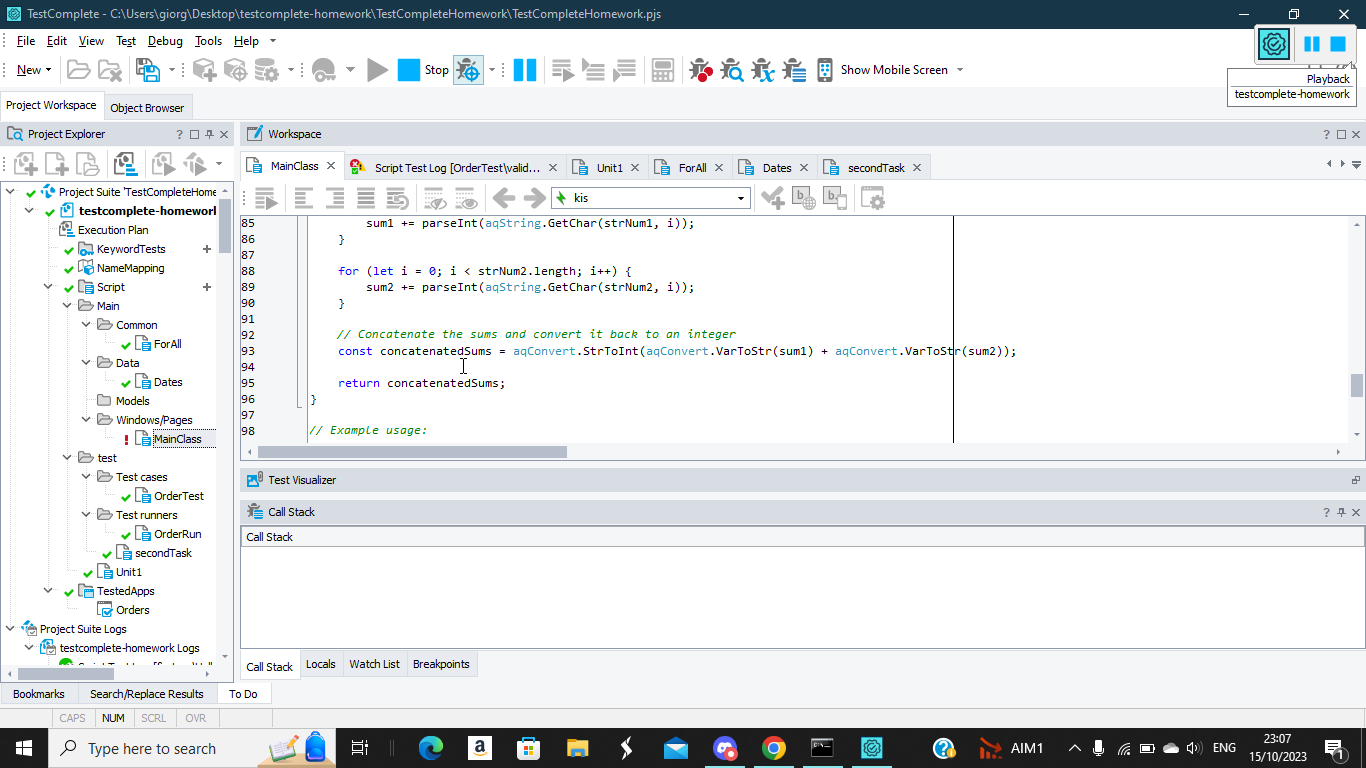 TestComplete - C:\Users\giorg\Desktop\testcomplete-homework\TestCompleteHomework\TestCompleteHomework.pjs
File Edit View Test Debug Tools Help
New Stop Show Mobile Screen
Playback
testcomplete-homework
Project Workspace Object Browser
Project Explorer
Project Suite 'TestCompleteHome
testcomplete-homework
Execution Plan
KeywordTests
NameMapping
Script
Main
Common
ForAll
Data
Dates
Models
Windows/Pages
MainClass
test
Test cases
OrderTest
Test runners
OrderRun
secondTask
Unit1
TestedApps
Orders
Project Suite Logs
testcomplete-homework Logs
Bookmarks Search/Replace Results To Do
Workspace
MainClass Script Test Log [OrderTest\valid... Unit1 ForAll Dates secondTask
kis
85 sum1 += parseInt(aqString.GetChar(strNum1, i));
86 }
87
88 for (let i = 0; i < strNum2.length; i++) {
89 sum2 += parseInt(aqString.GetChar(strNum2, i));
90 }
91
92 // Concatenate the sums and convert it back to an integer
93 const concatenatedSums = aqConvert.StrToInt(aqConvert.VarToStr(sum1) + aqConvert.VarToStr(sum2));
94
95 return concatenatedSums;
96 }
97
98 // Example usage:
Test Visualizer
Call Stack
Call Stack
Call Stack Locals Watch List Breakpoints
CAPS NUM SCRL OVR
Type here to search
AIM1
ENG
23:07
15/10/2023
1